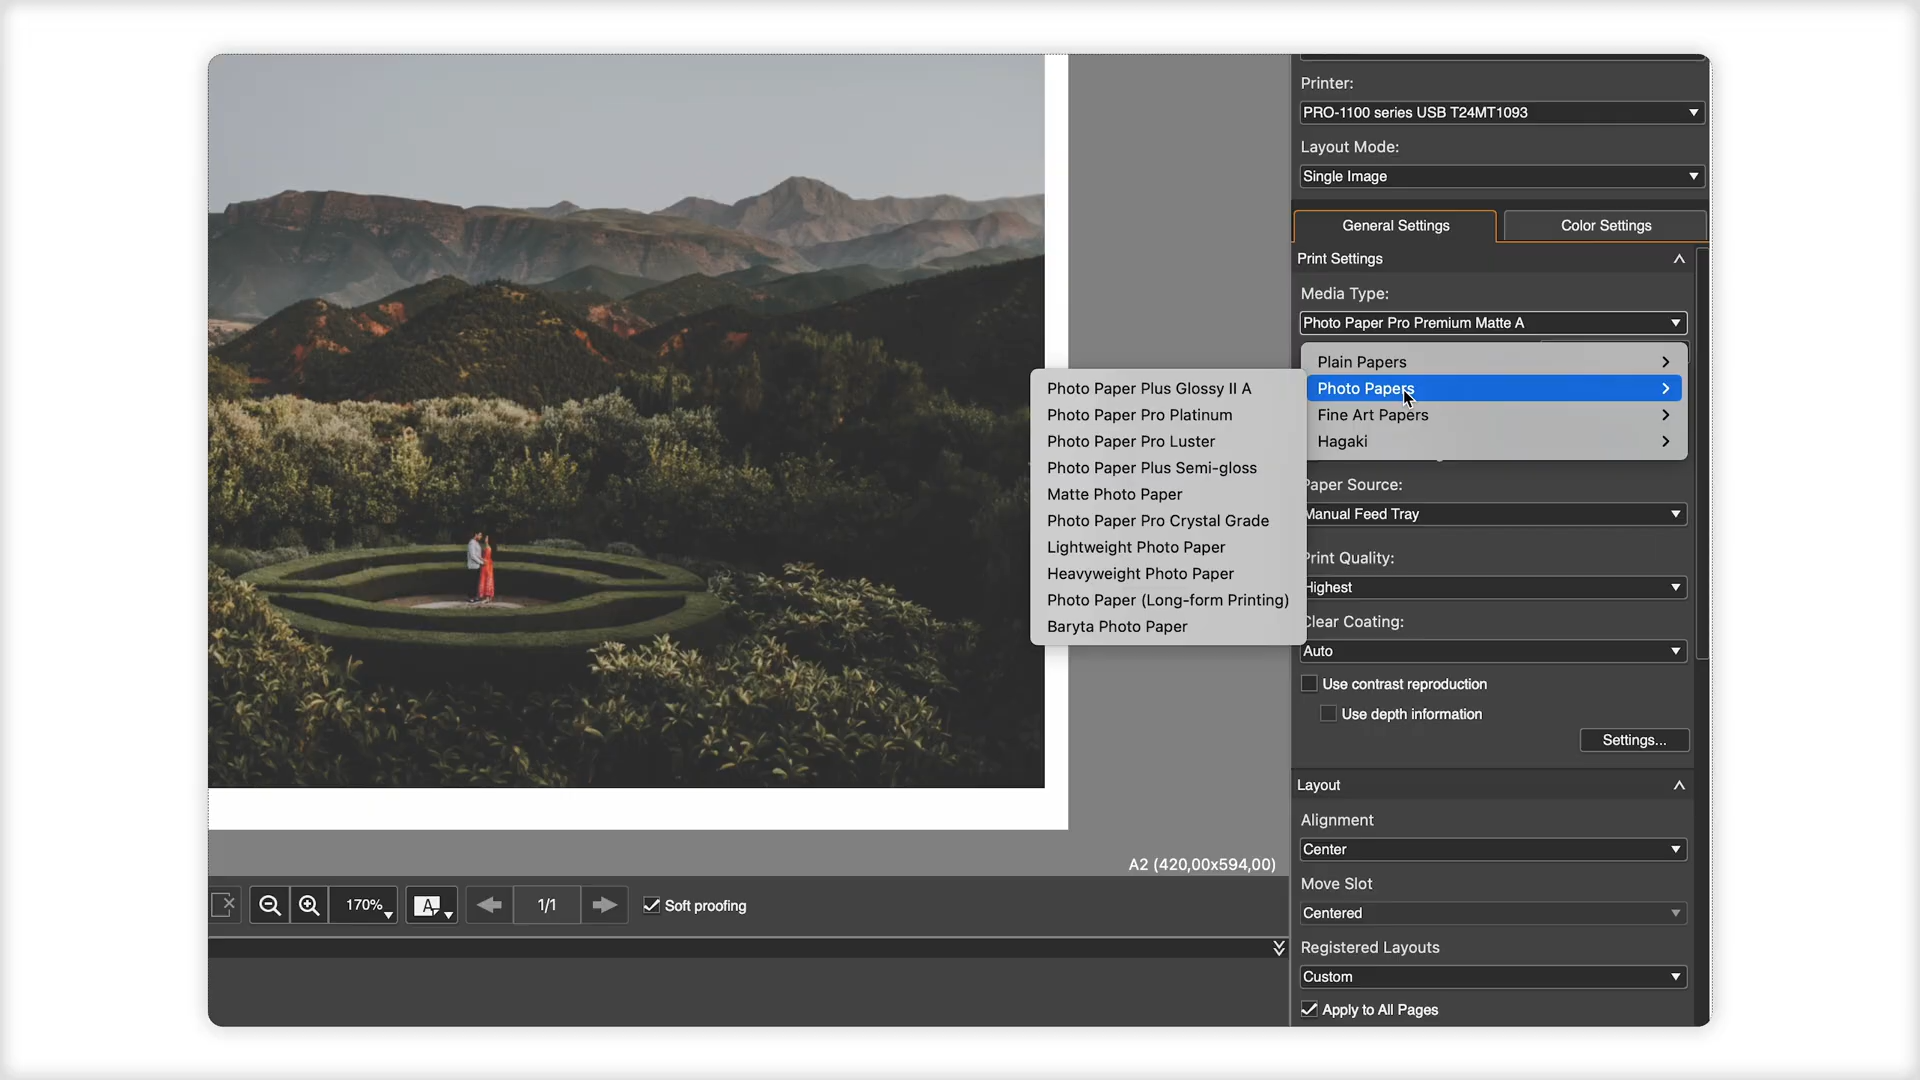 Printer:
PRO-1100 series USB T24MT1093
Layout Mode:
Single Image
General Settings
Color Settings
Print Settings
Media Type:
Photo Paper Pro Premium Matte A
Plain Papers
Photo Papers
Fine Art Papers
Hagaki
Photo Paper Plus Glossy II A
Photo Paper Pro Platinum
Photo Paper Pro Luster
Photo Paper Plus Semi-gloss
Matte Photo Paper
Photo Paper Pro Crystal Grade
Lightweight Photo Paper
Heavyweight Photo Paper
Photo Paper (Long-form Printing)
Baryta Photo Paper
Paper Source:
Manual Feed Tray
Print Quality:
Highest
Clear Coating:
Auto
Use contrast reproduction
Use depth information
Settings...
Layout
Alignment
Center
Move Slot
Centered
Registered Layouts
Custom
Apply to All Pages
A2 (420,00x594,00)
170%
A
1/1
Soft proofing